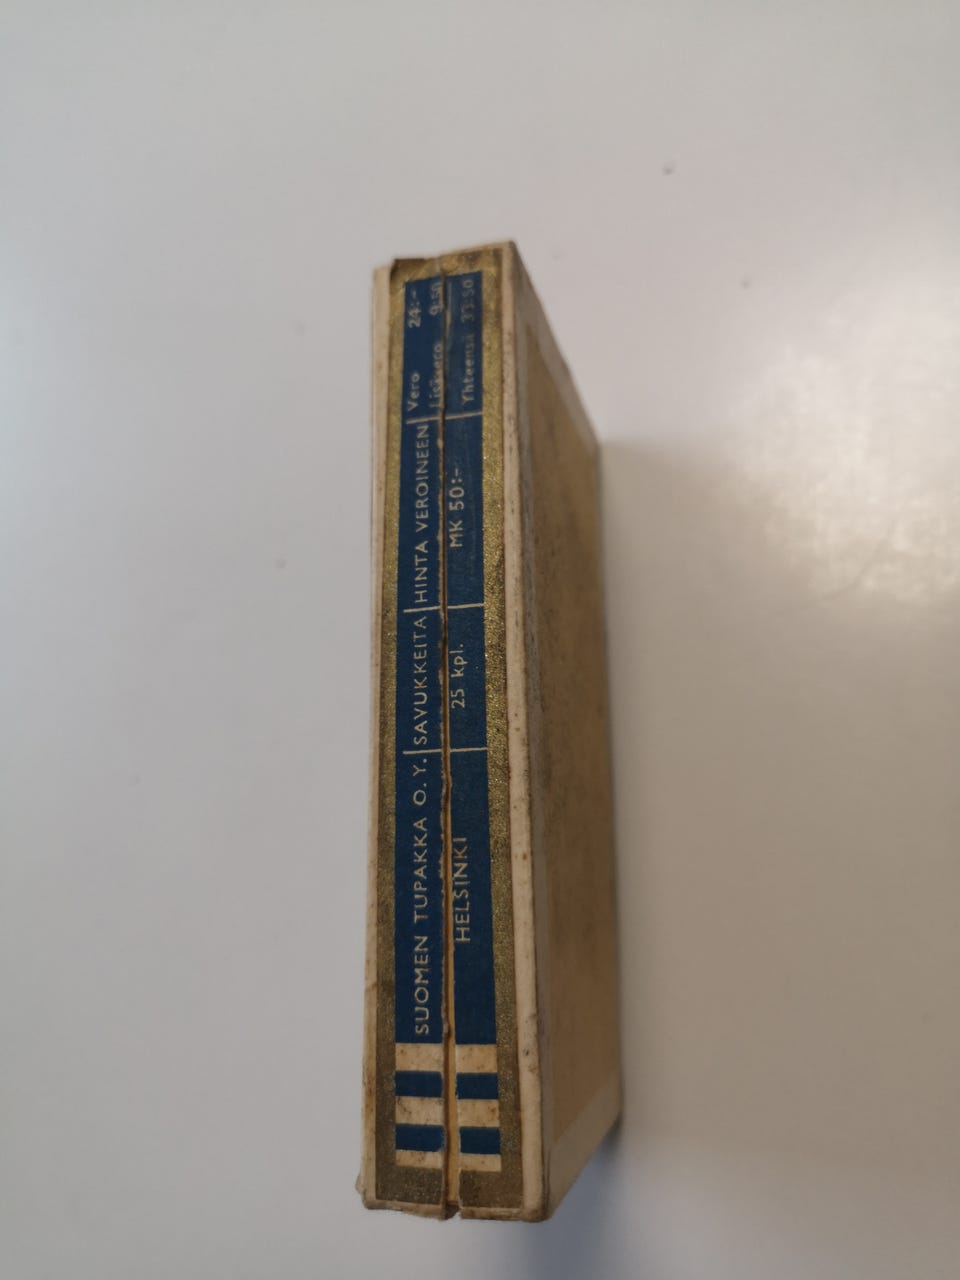 SUOMEN TUPAKKA O.Y.
HELSINKI
SAVUKKEITA
25 kpl.
HINTA VEROINEEN
MK 50:-
Vero 24:-
Lisävero 9:50
Yhteensä 33:50